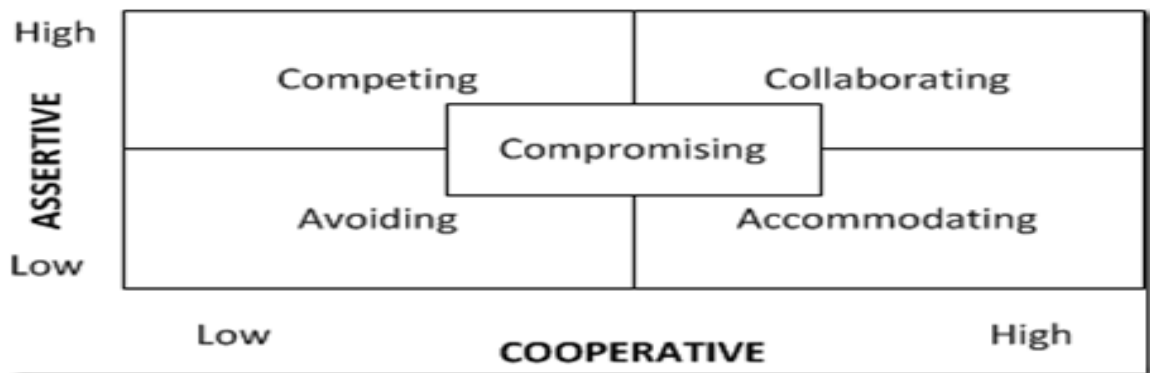 High
Competing
Collaborating
ASSERTIVE
Compromising
Avoiding
Accommodating
Low
Low
High
COOPERATIVE